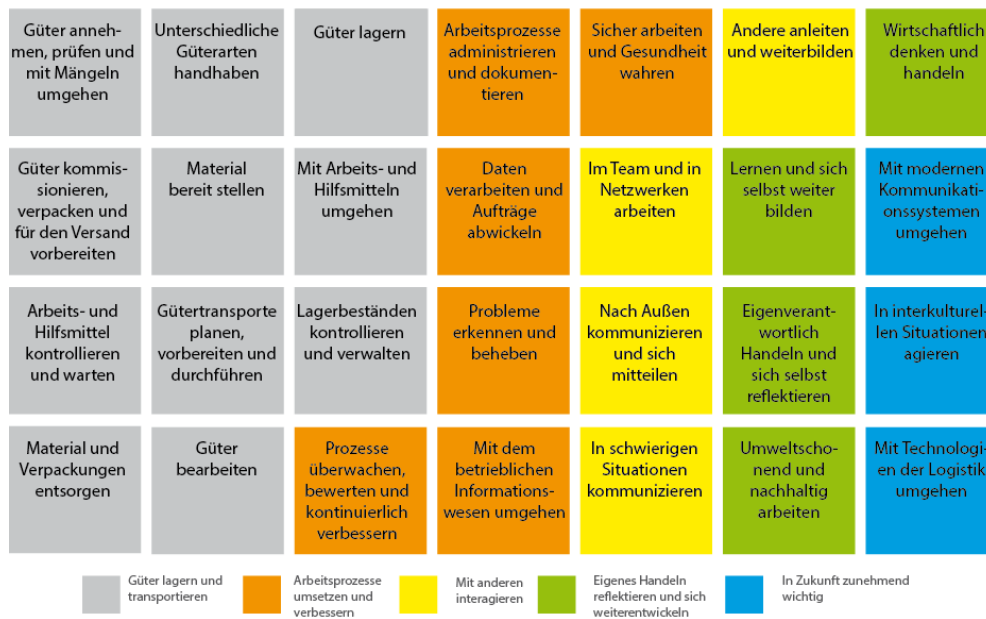 Güter anneh-
men, prüfen und
mit Mängeln
umgehen
Unterschiedliche
Güterarten
handhaben
Güter lagern
Arbeitsprozesse
administrieren
und dokumen-
tieren
Sicher arbeiten
und Gesundheit
wahren
Andere anleiten
und weiterbilden
Wirtschaftlich
denken und
handeln
Güter kommis-
sionieren,
verpacken und
für den Versand
vorbereiten
Material
bereit stellen
Mit Arbeits- und
Hilfsmitteln
umgehen
Daten
verarbeiten und
Aufträge
abwickeln
Im Team und in
Netzwerken
arbeiten
Lernen und sich
selbst weiter
bilden
Mit modernen
Kommunikati-
onssystemen
umgehen
Arbeits- und
Hilfsmittel
kontrollieren
und warten
Gütertransporte
planen,
vorbereiten und
durchführen
Lagerbeständen
kontrollieren
und verwalten
Probleme
erkennen und
beheben
Nach Außen
kommunizieren
und sich
mitteilen
Eigenverant-
wortlich
Handeln und
sich selbst
reflektieren
In interkulturel-
len Situationen
agieren
Material und
Verpackungen
entsorgen
Güter
bearbeiten
Prozesse
überwachen,
bewerten und
kontinuierlich
verbessern
Mit dem
betrieblichen
Informations-
wesen umgehen
In schwierigen
Situationen
kommunizieren
Umweltscho-
nend und
nachhaltig
arbeiten
Mit Technologi-
en der Logistik
umgehen
Güter lagern und
transportieren
Arbeitsprozesse
umsetzen und
verbessern
Mit anderen
interagieren
Eigenes Handeln
reflektieren und sich
weiterentwickeln
In Zukunft zunehmend
wichtig